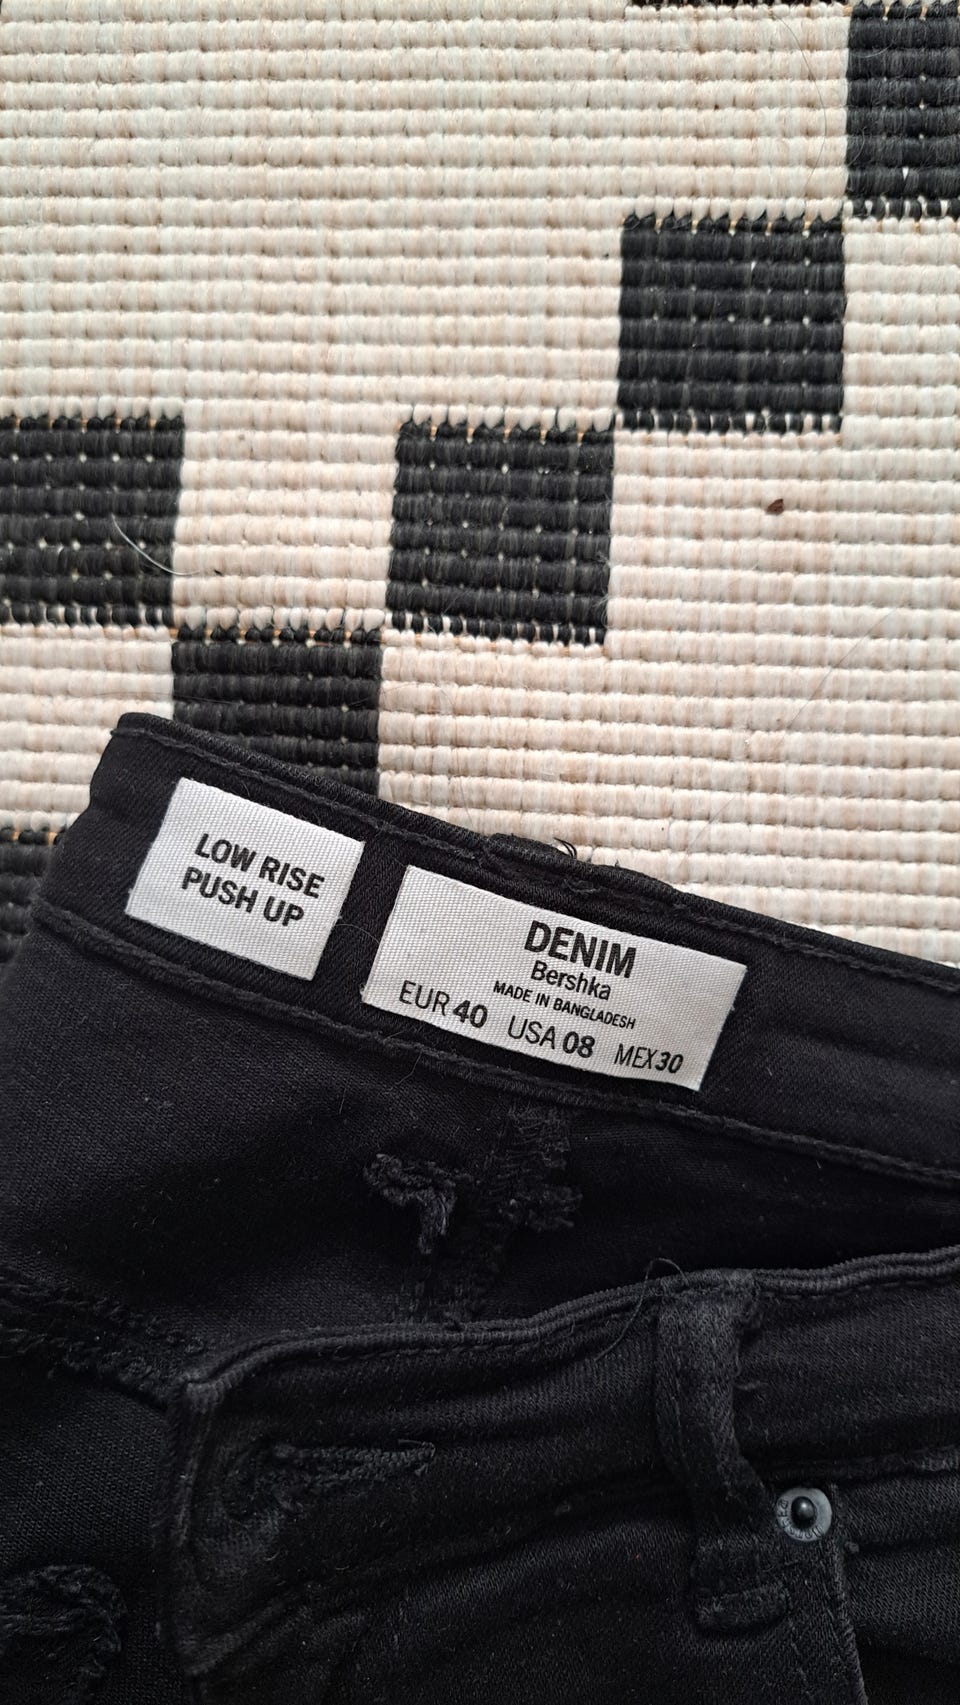 LOW RISE
PUSH UP
DENIM
Bershka
MADE IN BANGLADESH
EUR 40 USA 08 MEX 30